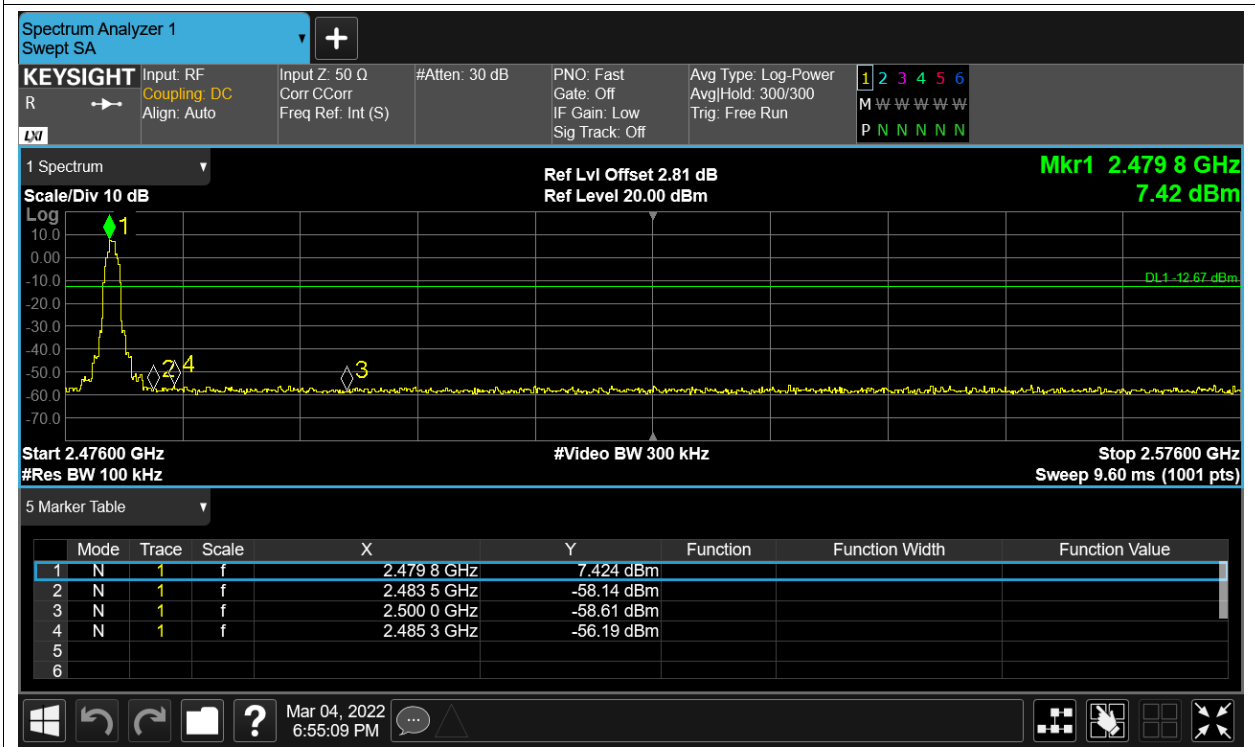 Spectrum Analyzer 1
Swept SA
KEYSIGHT Input: RF Input Z: 50 Ω #Atten: 30 dB PNO: Fast Avg Type: Log-Power 1 2 3 4 5 6
R Coupling: DC Corr CCorr Gate: Off Avg|Hold: 300/300 M W W W W W
Align: Auto Freq Ref: Int (S) IF Gain: Low Trig: Free Run
LXI Sig Track: Off P N N N N N
1 Spectrum Ref Lvl Offset 2.81 dB Mkr1 2.479 8 GHz
Scale/Div 10 dB Ref Level 20.00 dBm 7.42 dBm
Log
1
10.0
0.00
-10.0 DL1 -12.67 dBm
-20.0
-30.0
-40.0
2 4 3
-50.0
-60.0
-70.0
Start 2.47600 GHz #Video BW 300 kHz Stop 2.57600 GHz
#Res BW 100 kHz Sweep 9.60 ms (1001 pts)
5 Marker Table
Mode Trace Scale X Y Function Function Width Function Value
1 N 1 f 2.479 8 GHz 7.424 dBm
2 N 1 f 2.483 5 GHz -58.14 dBm
3 N 1 f 2.500 0 GHz -58.61 dBm
4 N 1 f 2.485 3 GHz -56.19 dBm
5
6
? Mar 04, 2022
6:55:09 PM